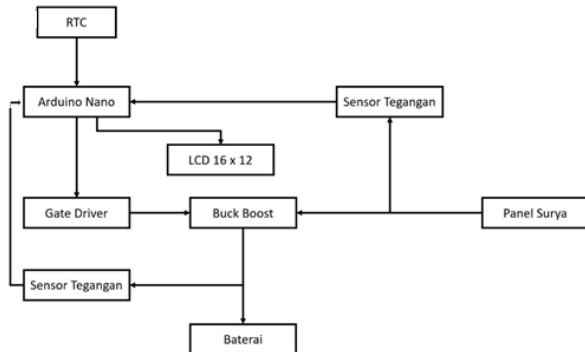 RTC
Arduino Nano
Sensor Tegangan
LCD 16 x 12
Gate Driver
Buck Boost
Panel Surya
Sensor Tegangan
Baterai